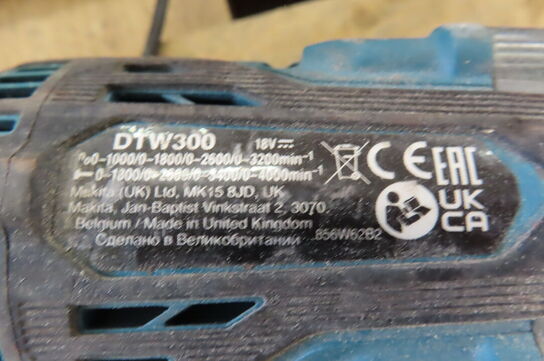 DTW300 18V⎓
n₀0-1000/0-1800/0-2600/0-3200min⁻¹
0-1800/0-2600/0-3400/0-4000min⁻¹
Makita (UK) Ltd, MK15 8JD, UK
Makita, Jan-Baptist Vinkstraat 2, 3070
Belgium / Made in United Kingdom
Сделано в Великобритании 856W62B2
CE EAC
UK
CA